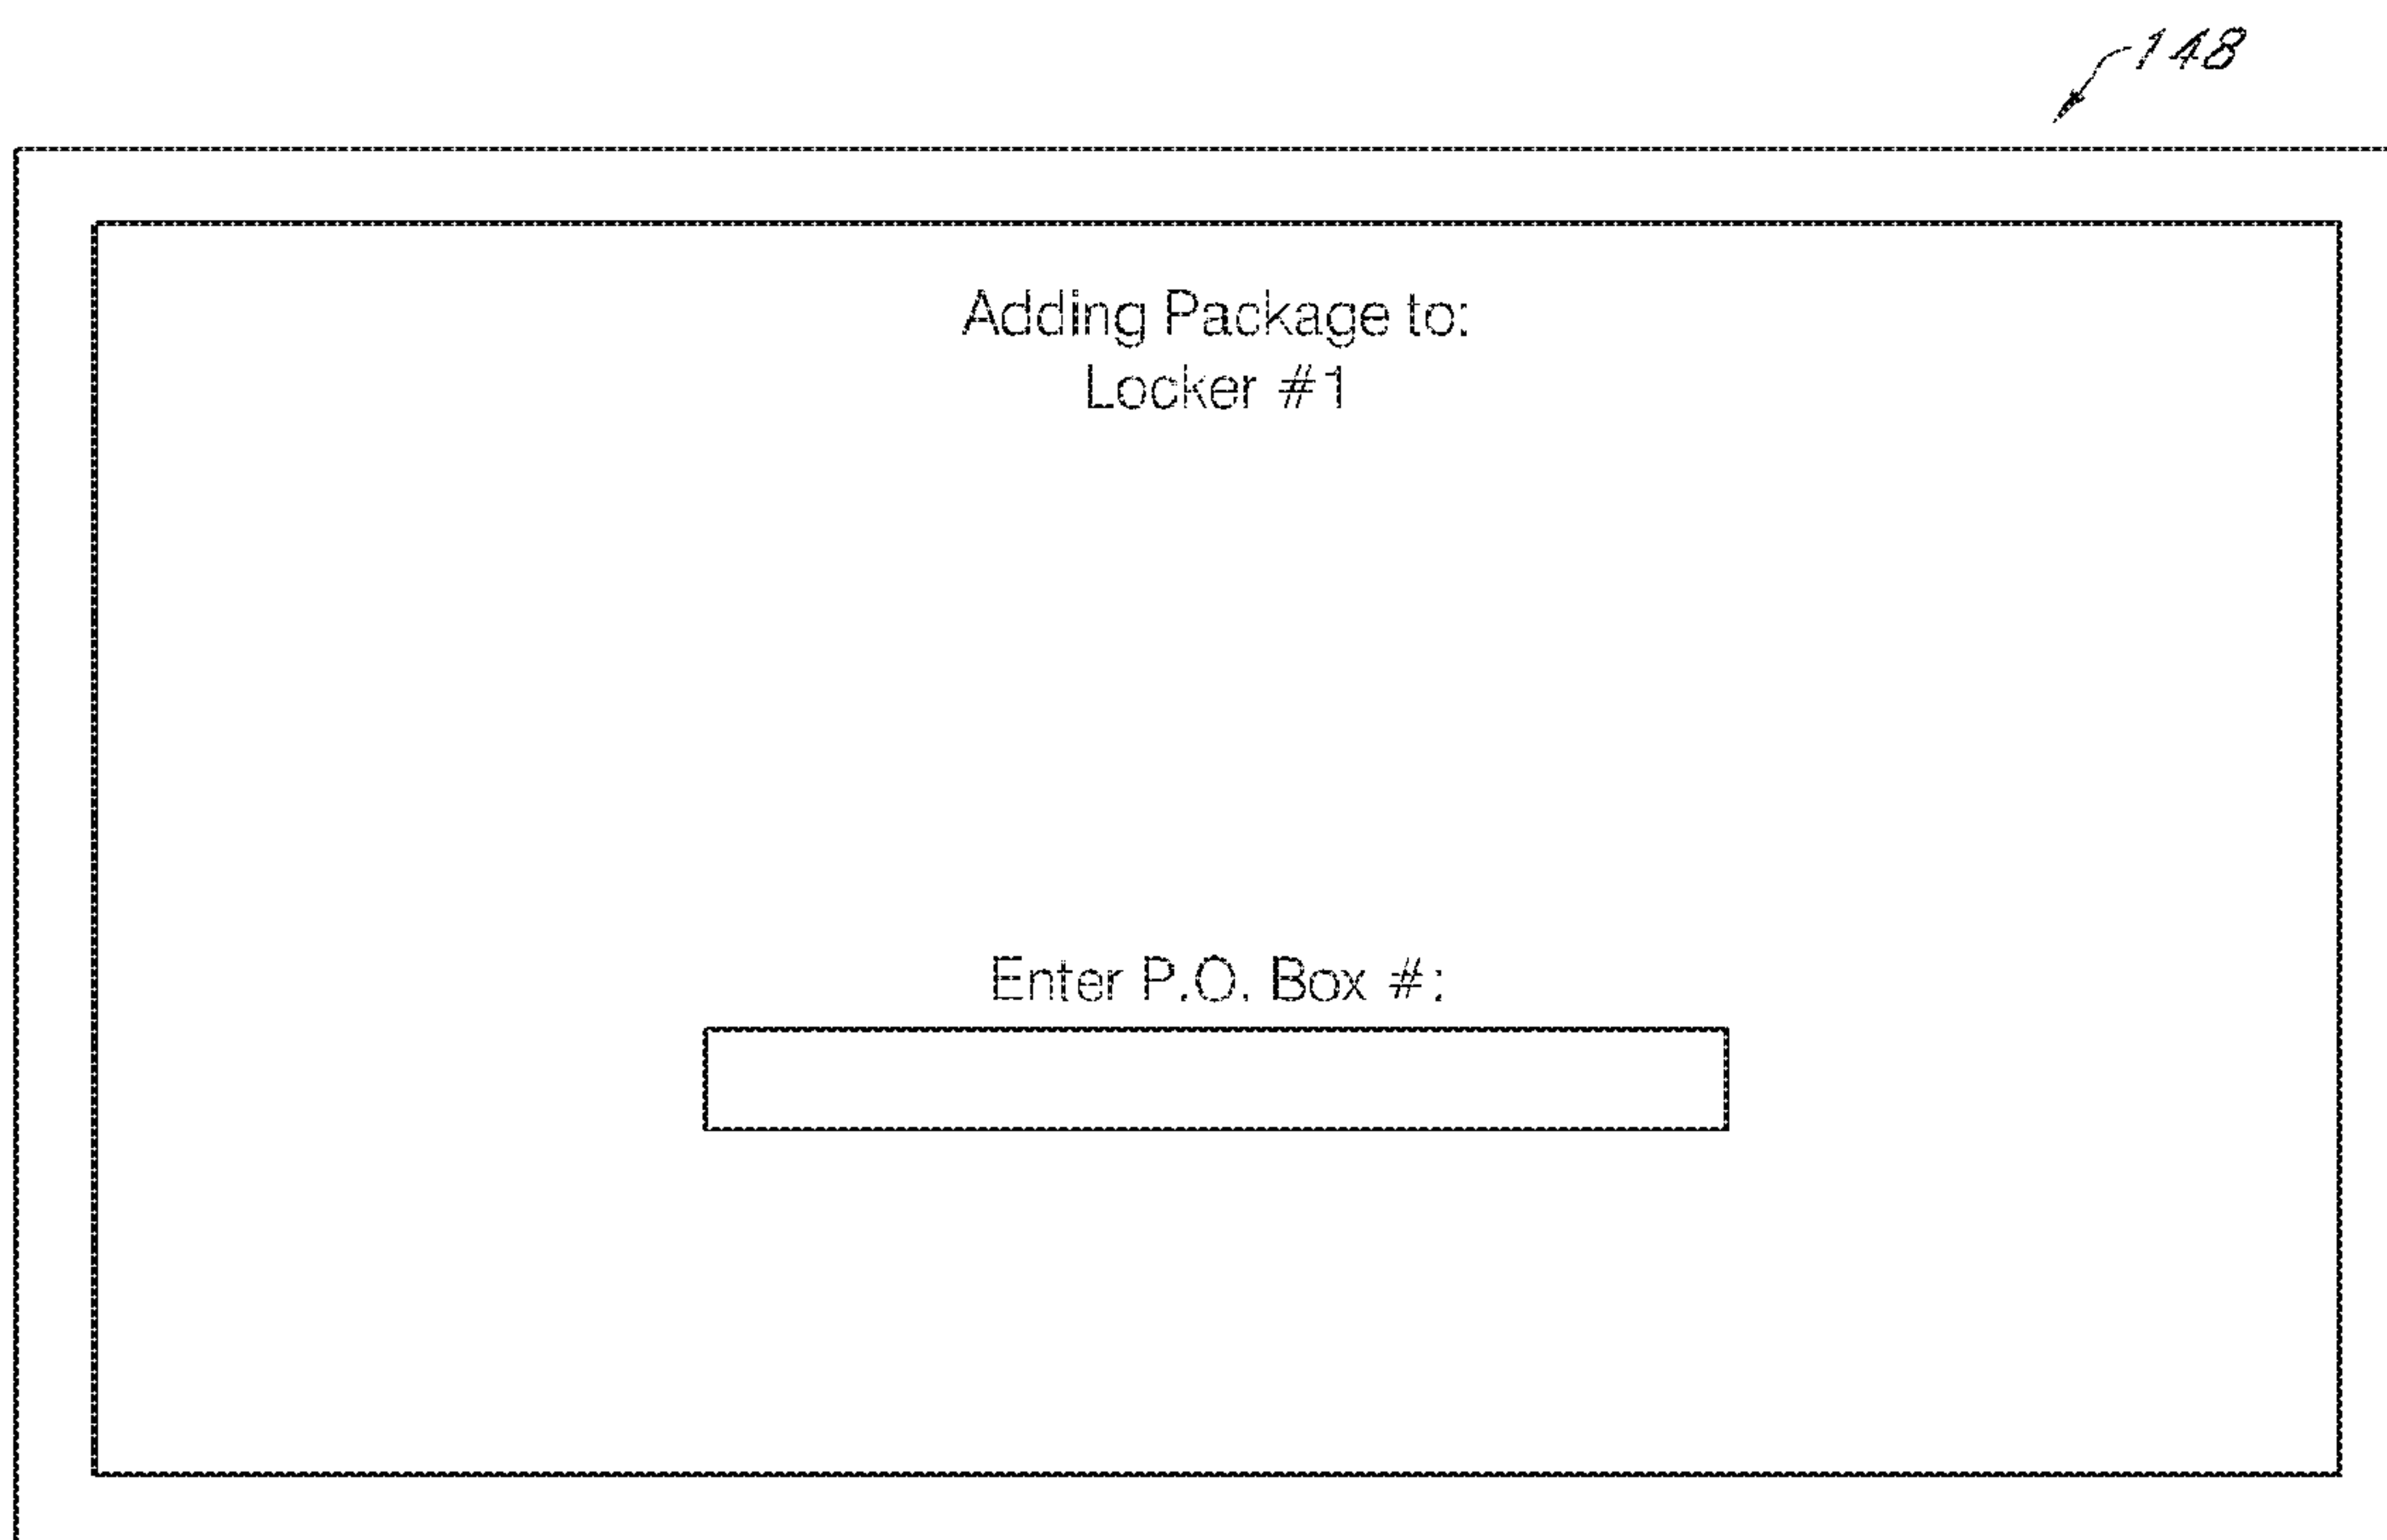 148
Adding Package to:
Locker #1
Enter P.O. Box #: